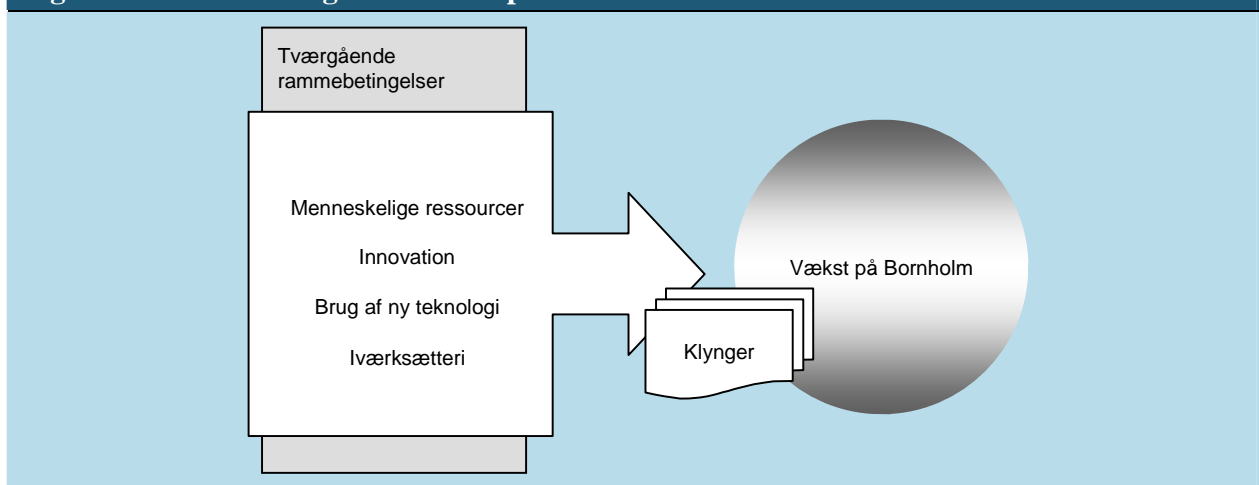 Tværgående
rammebetingelser
Menneskelige ressourcer
Innovation
Brug af ny teknologi
Iværksætteri
Klynger
Vækst på Bornholm